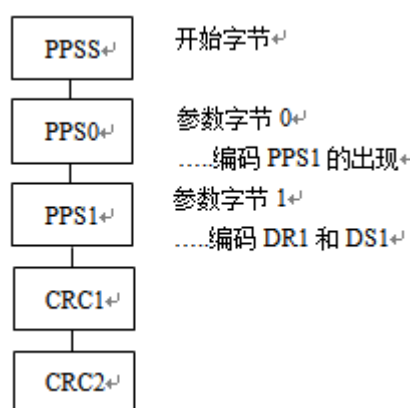 PPSS↵ 开始字节↵
PPS0↵ 参数字节 0↵
.....编码 PPS1 的出现↵
PPS1↵ 参数字节 1↵
.....编码 DR1 和 DS1↵
CRC1↵
CRC2↵